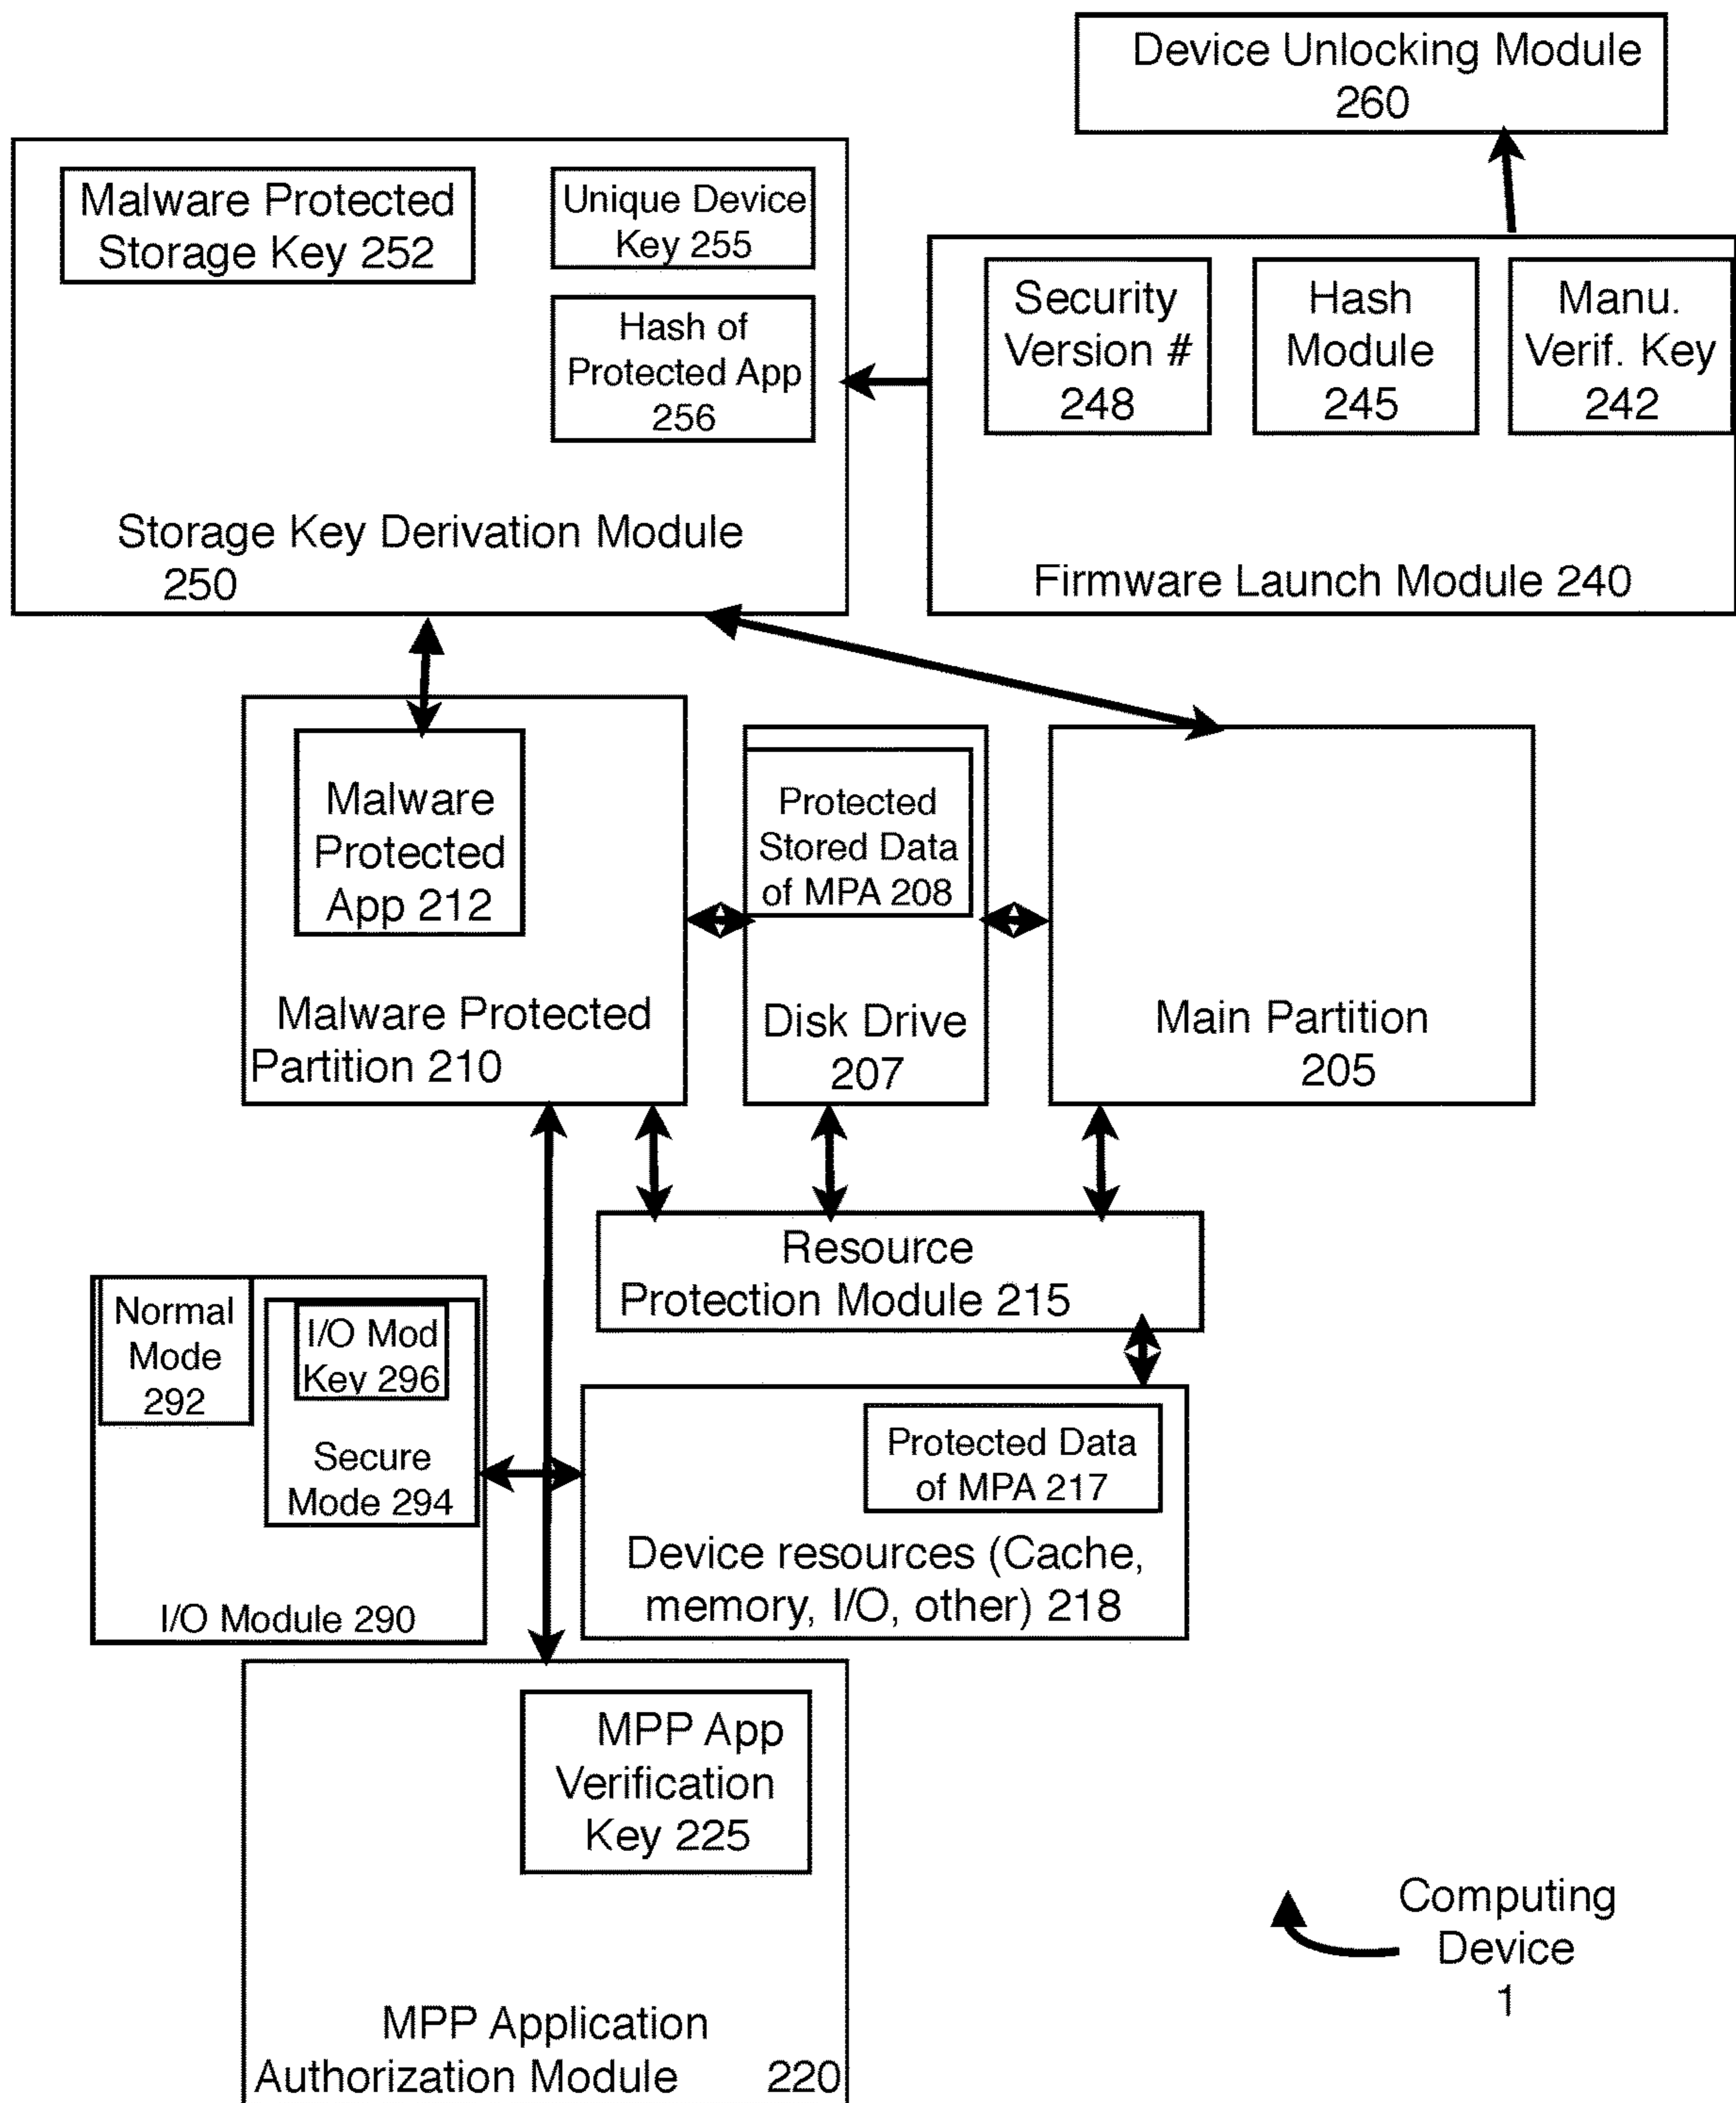 Device Unlocking Module
260
Malware Protected
Storage Key 252
Unique Device
Key 255
Hash of
Protected App
256
Storage Key Derivation Module
250
Security
Version #
248
Hash
Module
245
Manu.
Verif. Key
242
Firmware Launch Module 240
Malware
Protected
App 212
Malware Protected
Partition 210
Protected
Stored Data
of MPA 208
Disk Drive
207
Main Partition
205
Resource
Protection Module 215
Normal
Mode
292
I/O Mod
Key 296
Secure
Mode 294
I/O Module 290
Protected Data
of MPA 217
Device resources (Cache,
memory, I/O, other) 218
MPP App
Verification
Key 225
MPP Application
Authorization Module 220
Computing
Device
1